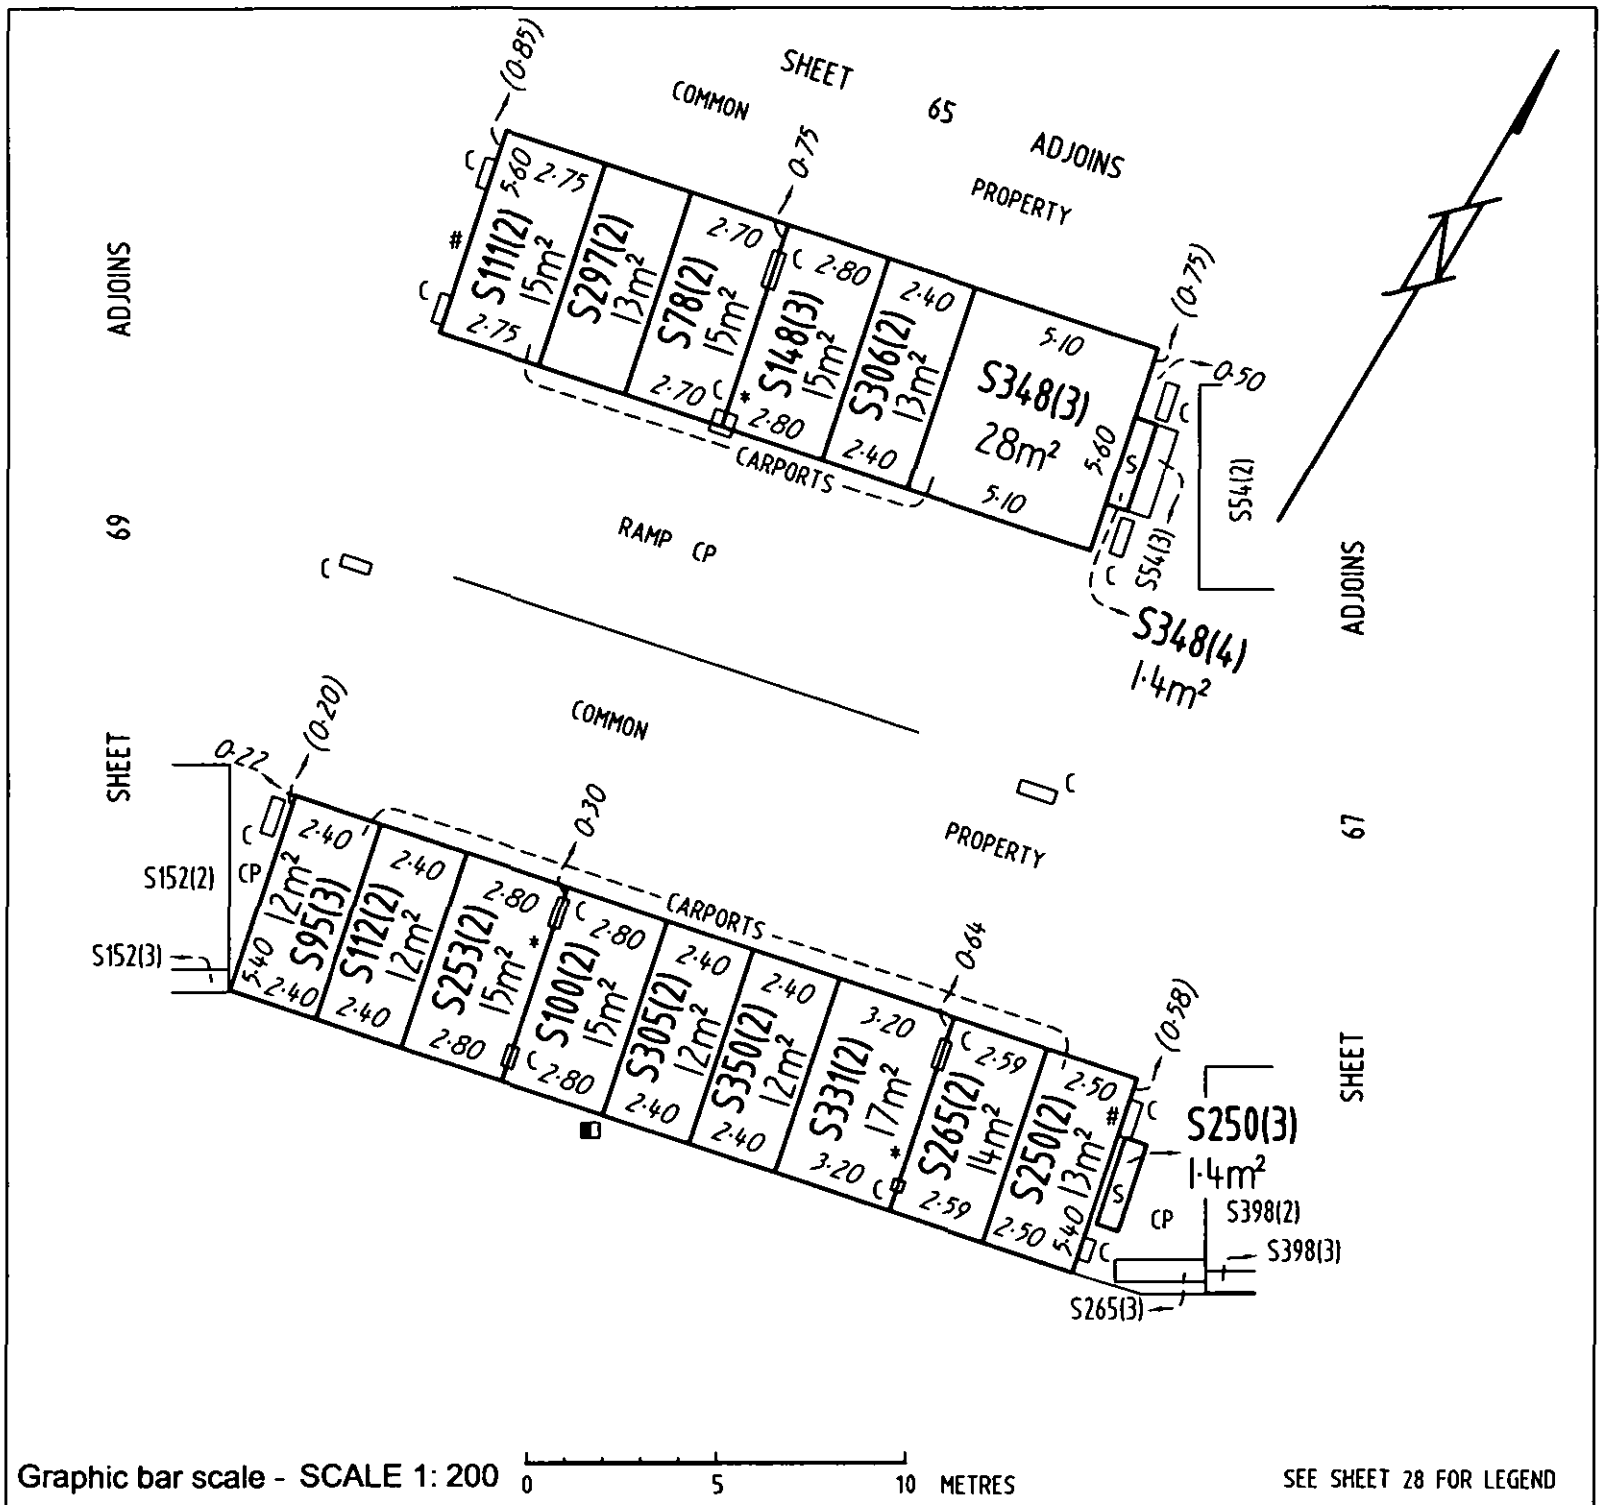 (0·85)
SHEET 65 ADJOINS
COMMON PROPERTY
0·75
C
5·60 2·75
S111(2)
15m²
#
C
2·75
S297(2)
13m²
2·70
S78(2)
15m²
2·70
C
C
*
2·80
S148(3)
15m²
2·80
2·40
S306(2)
13m²
2·40
5·10
S348(3)
28m²
5·60
5·10
(0·75)
0·50
C
S
C
S54(3)
S54(2)
S348(4)
1·4m²
CARPORTS
ADJOINS
69
SHEET
RAMP CP
C
COMMON
PROPERTY
C
ADJOINS
67
SHEET
0·22
(0·20)
C
CP
S152(2)
S152(3)
2·40
12m²
S95(3)
5·40
2·40
2·40
S112(2)
12m²
2·40
2·80
S253(2)
15m²
*
2·80
0·30
C
2·80
S100(2)
15m²
C
2·80
CARPORTS
2·40
S305(2)
12m²
2·40
2·40
S350(2)
12m²
2·40
3·20
S331(2)
17m²
*
3·20
C
0·64
C
2·59
S265(2)
14m²
2·59
2·50
S250(2)
13m²
#
2·50
5·40
(0·58)
C
S
C
S250(3)
1·4m²
CP
S398(2)
S398(3)
S265(3)
Graphic bar scale - SCALE 1: 200
0 5 10 METRES
SEE SHEET 28 FOR LEGEND